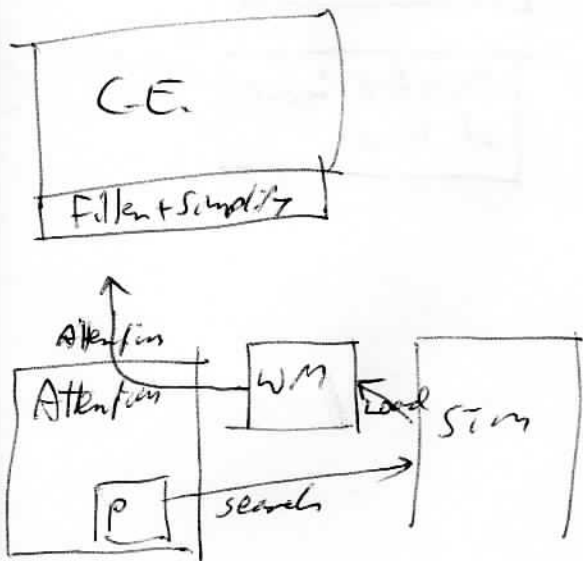 C.E.
Filter + Simplify
Attention
Attention
WM
Load
STM
P
search